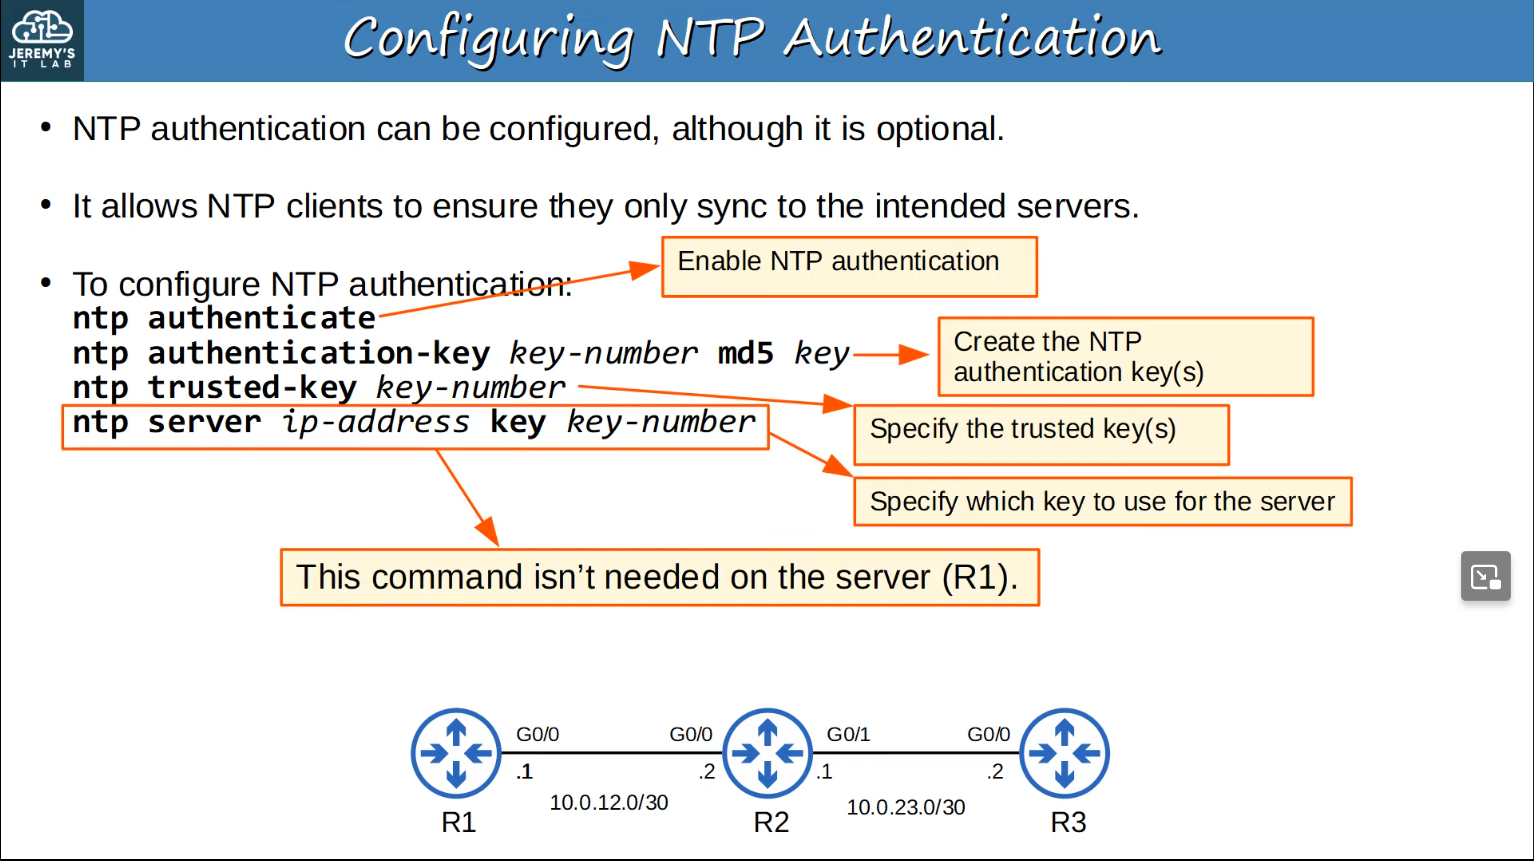 JEREMY'S
IT LAB
Configuring NTP Authentication
• NTP authentication can be configured, although it is optional.
• It allows NTP clients to ensure they only sync to the intended servers.
• To configure NTP authentication:
Enable NTP authentication
ntp authenticate
ntp authentication-key key-number md5 key
Create the NTP
authentication key(s)
ntp trusted-key key-number
ntp server ip-address key key-number
Specify the trusted key(s)
Specify which key to use for the server
This command isn't needed on the server (R1).
G0/0 G0/0 G0/1 G0/0
.1 .2 .1 .2
10.0.12.0/30 10.0.23.0/30
R1 R2 R3